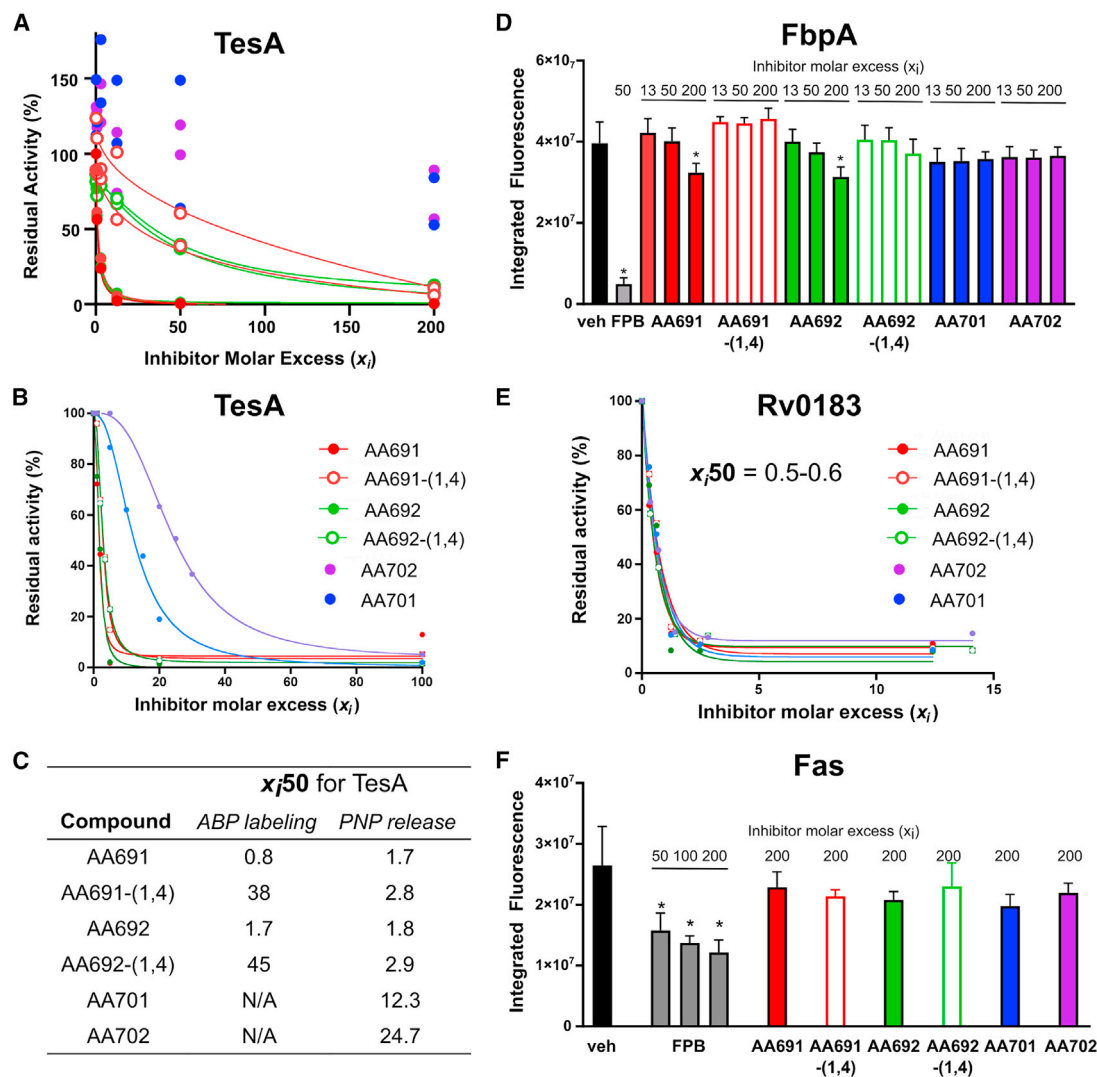 A
TesA
Residual Activity (%)
150
100
50
0
0
50
100
150
200
Inhibitor Molar Excess (xi)
D
FbpA
Integrated Fluorescence
6×10⁷
4×10⁷
2×10⁷
0
Inhibitor molar excess (xi)
50
13 50 200
13 50 200
13 50 200
13 50 200
13 50 200
13 50 200
*
*
*
veh FPB AA691 AA691 AA692 AA692 AA701 AA702
-(1,4) -(1,4)
B
TesA
Residual activity (%)
100
80
60
40
20
0
0
20
40
60
80
100
Inhibitor molar excess (xi)
AA691
AA691-(1,4)
AA692
AA692-(1,4)
AA702
AA701
E
Rv0183
Residual activity (%)
100
80
60
40
20
0
0
5
10
15
Inhibitor molar excess (xi)
xi50 = 0.5-0.6
AA691
AA691-(1,4)
AA692
AA692-(1,4)
AA702
AA701
C
xi50 for TesA
Compound ABP labeling PNP release
AA691 0.8 1.7
AA691-(1,4) 38 2.8
AA692 1.7 1.8
AA692-(1,4) 45 2.9
AA701 N/A 12.3
AA702 N/A 24.7
F
Fas
Integrated Fluorescence
4×10⁷
3×10⁷
2×10⁷
1×10⁷
0
Inhibitor molar excess (xi)
50 100 200 200 200 200 200 200 200
* * *
veh FPB AA691 AA691 AA692 AA692 AA701 AA702
-(1,4) -(1,4)